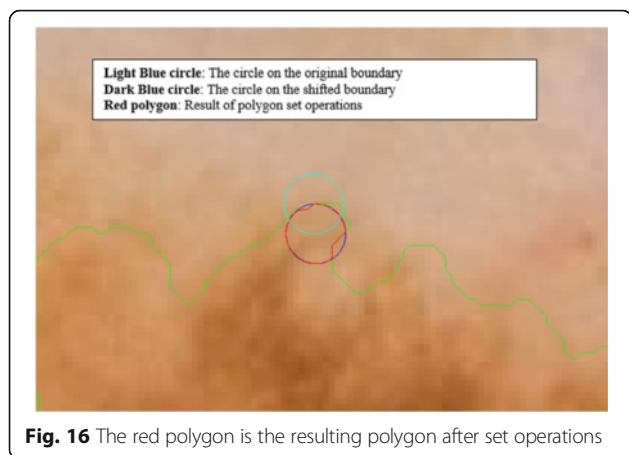 Light Blue circle: The circle on the original boundary
Dark Blue circle: The circle on the shifted boundary
Red polygon: Result of polygon set operations
Fig. 16 The red polygon is the resulting polygon after set operations